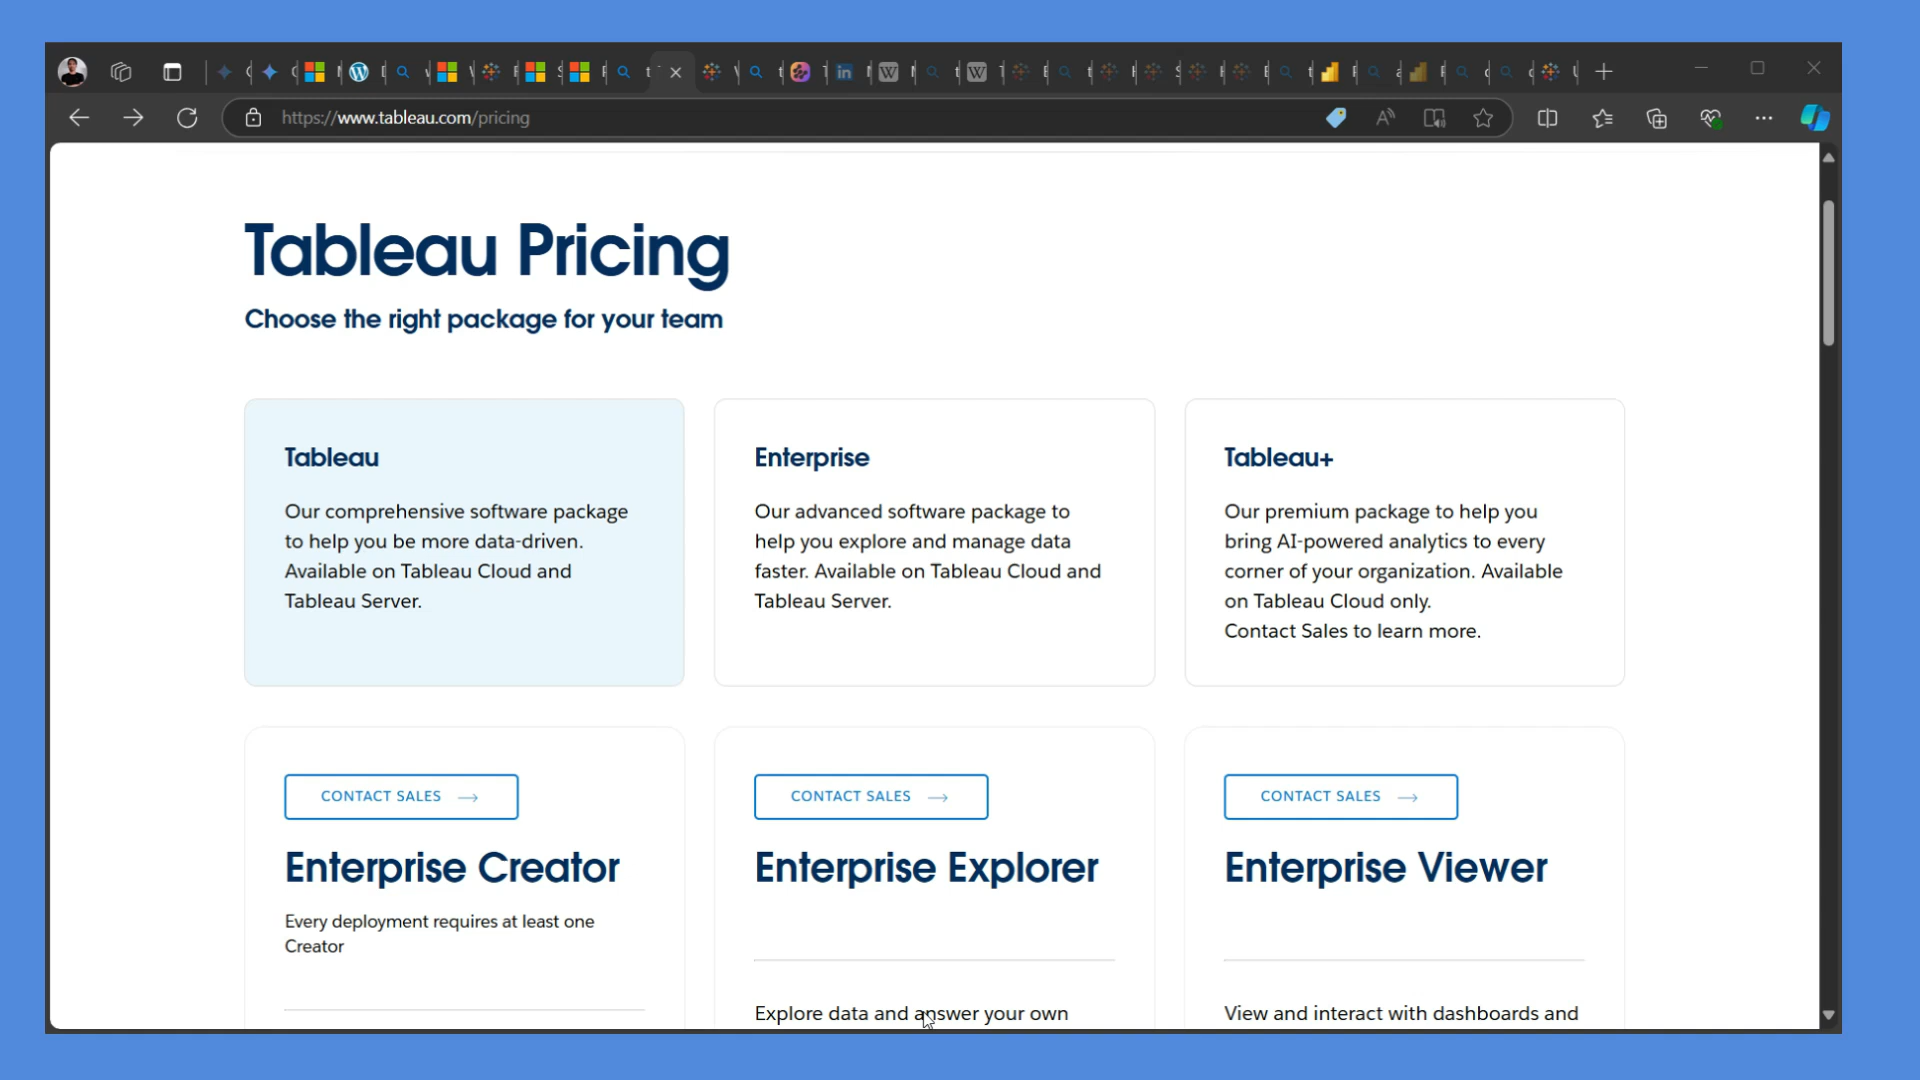 https://www.tableau.com/pricing
Tableau Pricing
Choose the right package for your team
Tableau
Our comprehensive software package
to help you be more data-driven.
Available on Tableau Cloud and
Tableau Server.
Enterprise
Our advanced software package to
help you explore and manage data
faster. Available on Tableau Cloud and
Tableau Server.
Tableau+
Our premium package to help you
bring AI-powered analytics to every
corner of your organization. Available
on Tableau Cloud only.
Contact Sales to learn more.
CONTACT SALES
Enterprise Creator
Every deployment requires at least one
Creator
CONTACT SALES
Enterprise Explorer
Explore data and answer your own
CONTACT SALES
Enterprise Viewer
View and interact with dashboards and